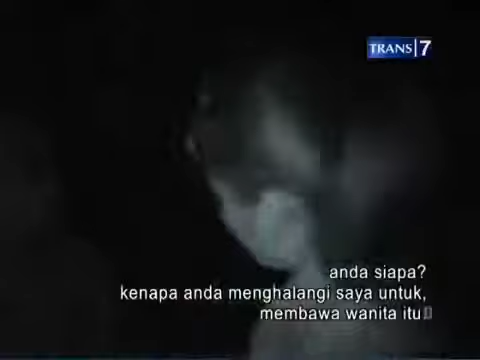 TRANS 7
anda siapa?
kenapa anda menghalangi saya untuk,
membawa wanita itu